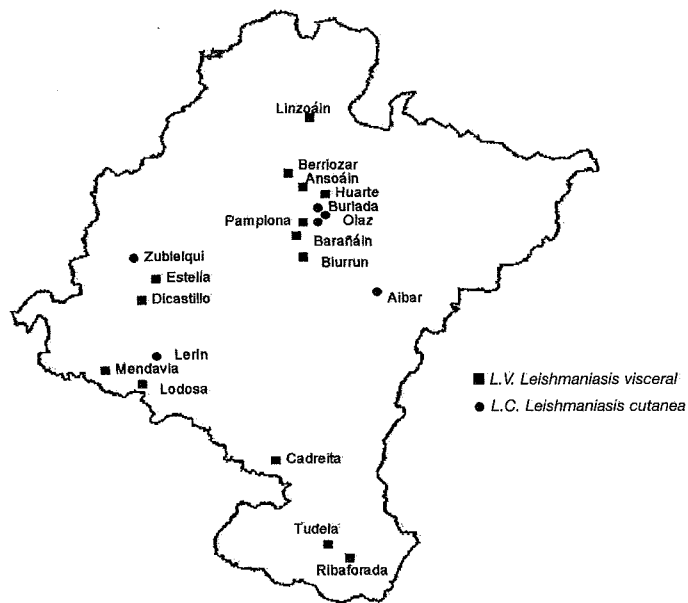 Linzoáin
Berriozar
Ansoáin
Huarte
Burlada
Olaz
Pamplona
Barañáin
Biurrun
Zubielqui
Estella
Dicastillo
Aibar
Lerin
Mendavia
Lodosa
L.V. Leishmaniasis visceral
L.C. Leishmaniasis cutanea
Cadreita
Tudela
Ribaforada